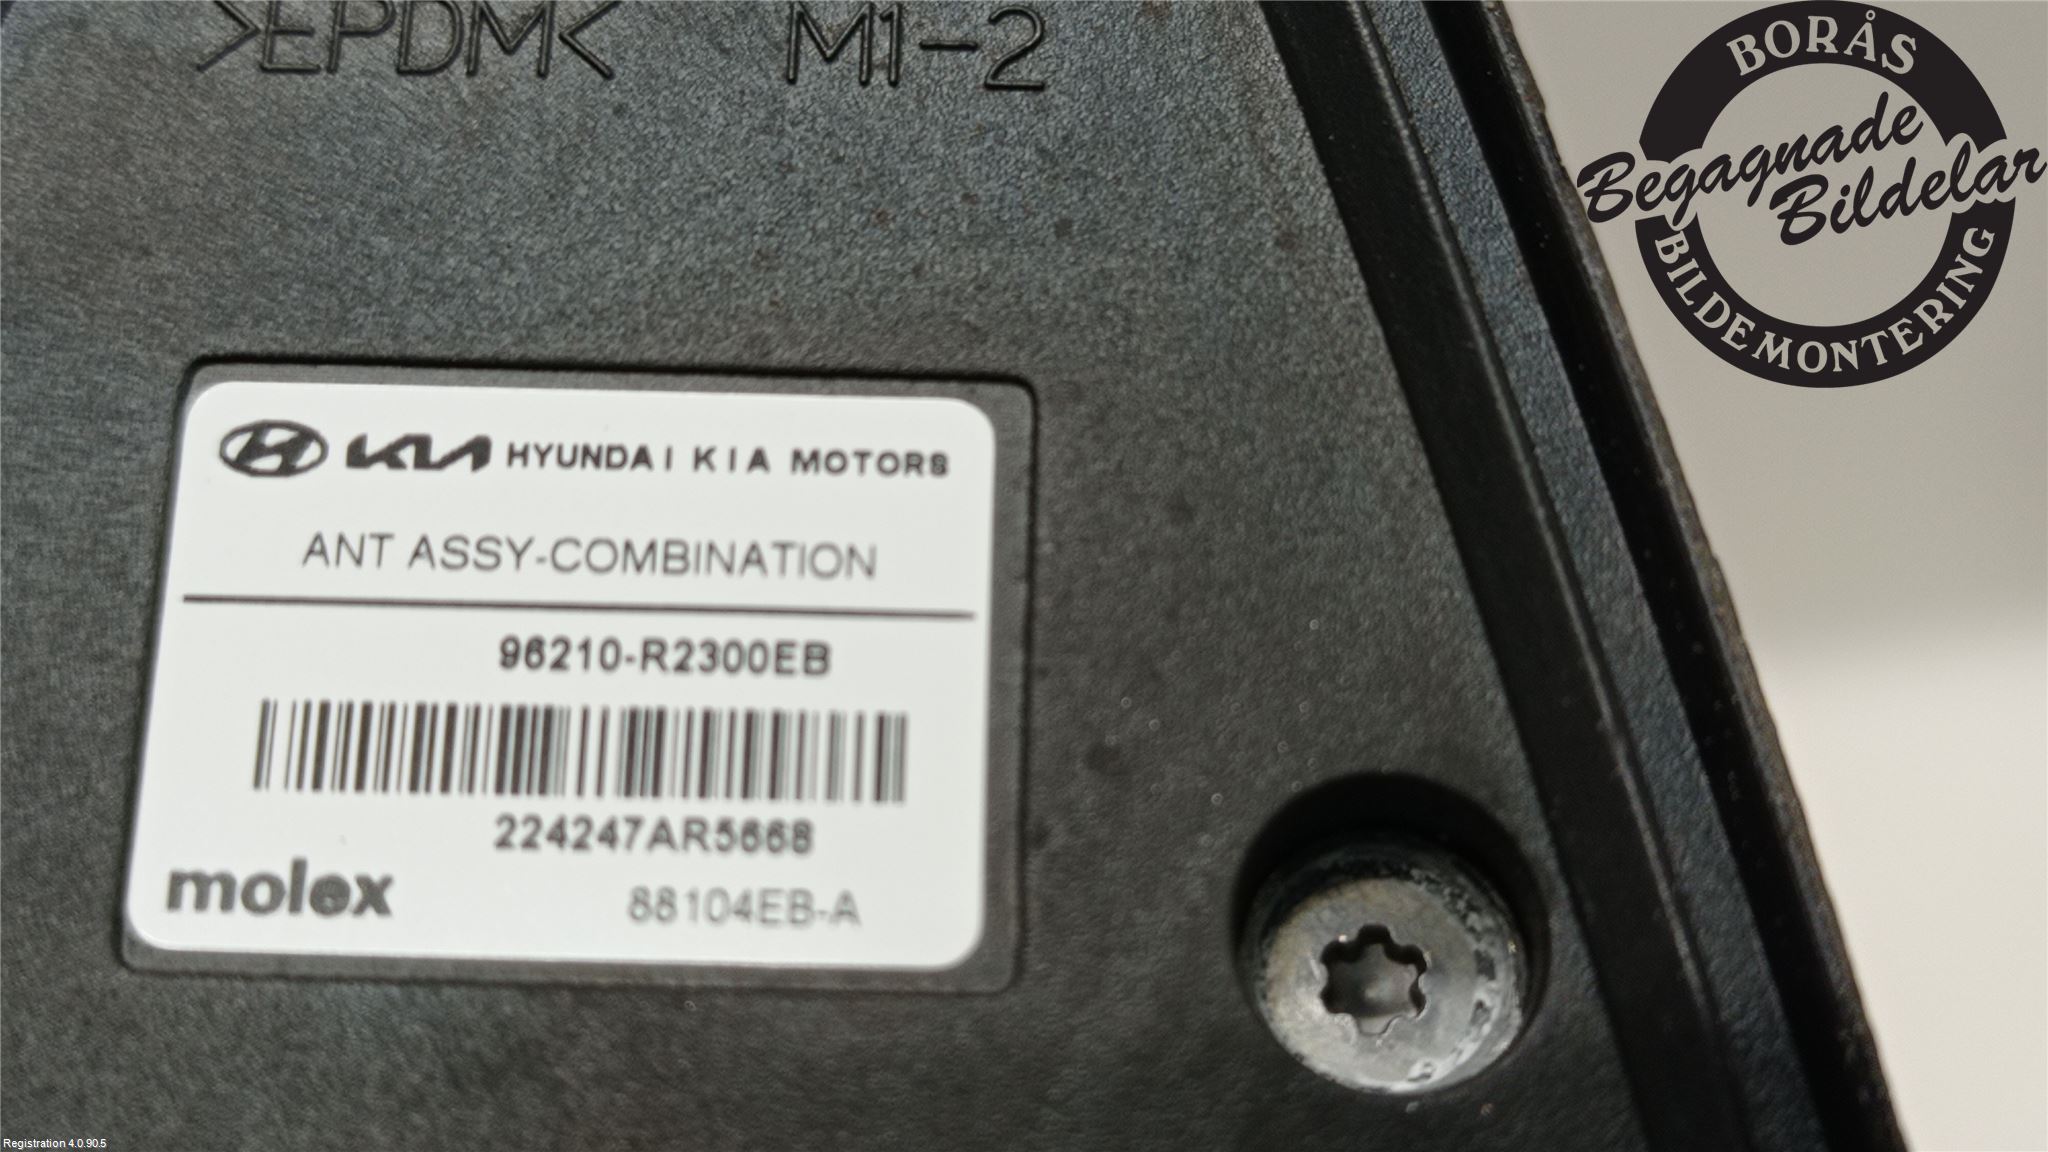 >EPDM< M1-2
BORÅS
Begagnade
Bildelar
BILDEMONTERING
KIA HYUNDAI KIA MOTORS
ANT ASSY-COMBINATION
96210-R2300EB
224247AR5668
molex 88104EB-A
Registration 4.0.90.5